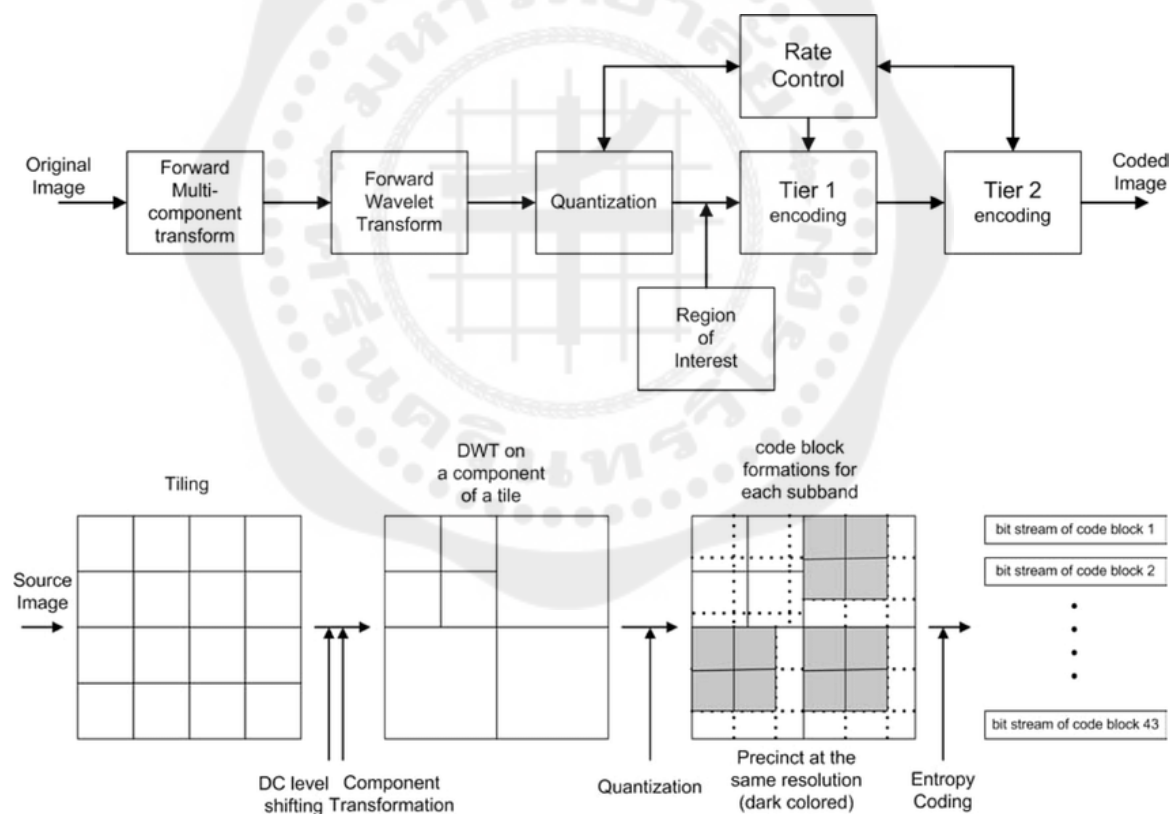 Rate
Control
Original
Image
Forward
Multi-
component
transform
Forward
Wavelet
Transform
Quantization
Tier 1
encoding
Tier 2
encoding
Coded
Image
Region
of
Interest
Tiling
DWT on
a component
of a tile
code block
formations for
each subband
Source
Image
bit stream of code block 1
bit stream of code block 2
bit stream of code block 43
DC level
shifting
Component
Transformation
Quantization
Precinct at the
same resolution
(dark colored)
Entropy
Coding